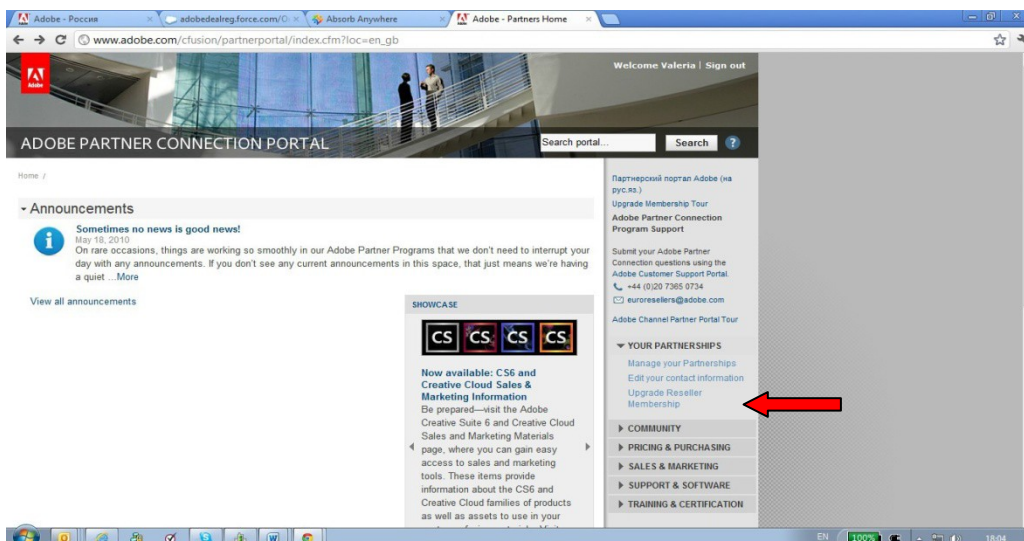 Adobe - Россия
adobedealreg.force.com/O
Absorb Anywhere
Adobe - Partners Home
www.adobe.com/cfusion/partnerportal/index.cfm?loc=en_gb
Adobe
Welcome Valeria | Sign out
ADOBE PARTNER CONNECTION PORTAL
Search portal...
Search
?
Home /
Announcements
Sometimes no news is good news!
May 18, 2010
On rare occasions, things are working so smoothly in our Adobe Partner Programs that we don't need to interrupt your
day with any announcements. If you don't see any current announcements in this space, that just means we're having
a quiet ...More
View all announcements
SHOWCASE
CS CS CS CS
Now available: CS6 and
Creative Cloud Sales &
Marketing Information
Be prepared—visit the Adobe
Creative Suite 6 and Creative Cloud
Sales and Marketing Materials
page, where you can gain easy
access to sales and marketing
tools. These items provide
information about the CS6 and
Creative Cloud families of products
as well as assets to use in your
Партнерский портал Adobe (на
рус.яз.)
Upgrade Membership Tour
Adobe Partner Connection
Program Support
Submit your Adobe Partner
Connection questions using the
Adobe Customer Support Portal.
+44 (0)20 7365 0734
euroresellers@adobe.com
Adobe Channel Partner Portal Tour
YOUR PARTNERSHIPS
Manage your Partnerships
Edit your contact information
Upgrade Reseller
Membership
COMMUNITY
PRICING & PURCHASING
SALES & MARKETING
SUPPORT & SOFTWARE
TRAINING & CERTIFICATION
EN
100%
18:04